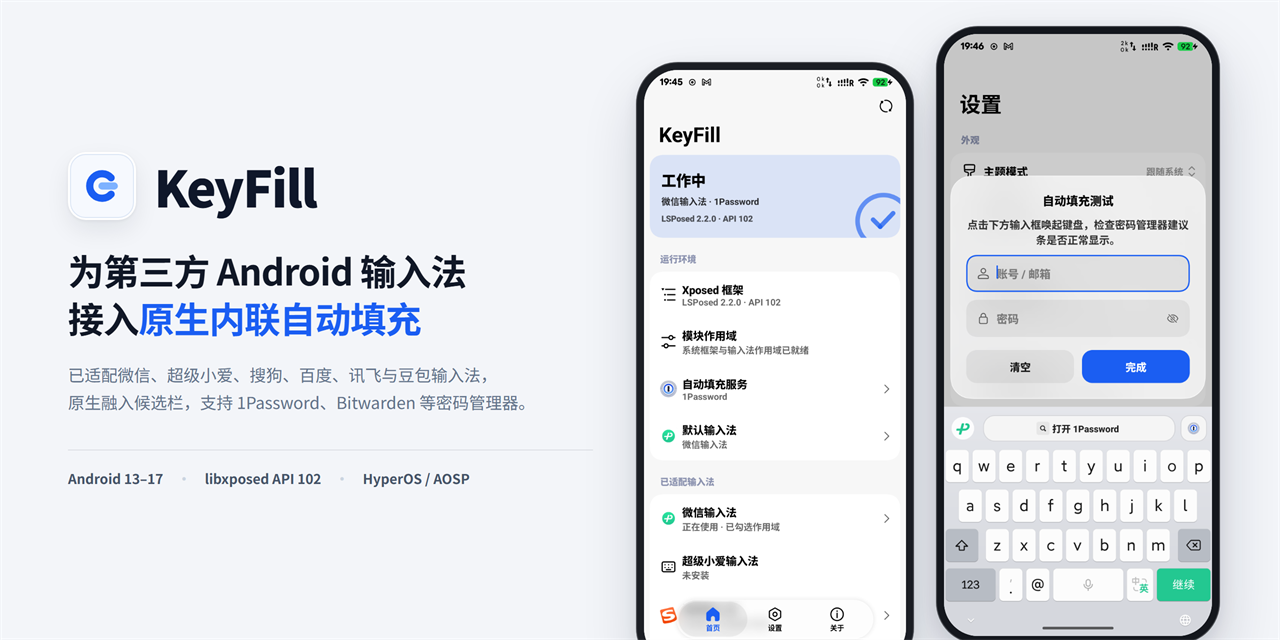 KeyFill
为第三方 Android 输入法
接入原生内联自动填充
已适配微信、超级小爱、搜狗、百度、讯飞与豆包输入法，
原生融入候选栏，支持 1Password、Bitwarden 等密码管理器。
Android 13–17 · libxposed API 102 · HyperOS / AOSP
19:45
0k
0k
R
92
KeyFill
工作中
微信输入法 · 1Password
LSPosed 2.2.0 · API 102
运行环境
Xposed 框架
LSPosed 2.2.0 · API 102
模块作用域
系统框架与输入法作用域已就绪
自动填充服务
1Password
默认输入法
微信输入法
已适配输入法
微信输入法
正在使用 · 已勾选作用域
超级小爱输入法
未安装
首页
设置
关于
19:46
2k
0k
R
92
设置
外观
主题模式
跟随系统
自动填充测试
点击下方输入框唤起键盘，检查密码管理器建议
条是否正常显示。
账号 / 邮箱
密码
清空
完成
打开 1Password
q w e r t y u i o p
a s d f g h j k l
z x c v b n m
123 , . @ 中 英 继续